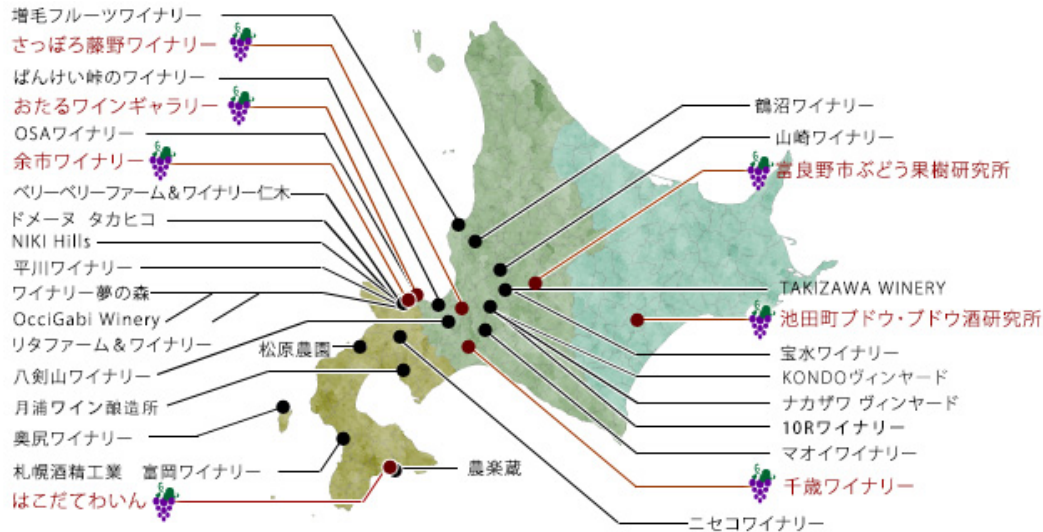 増毛フルーツワイナリー
さっぽろ藤野ワイナリー
ばんけい峠のワイナリー
おたるワインギャラリー
OSAワイナリー
余市ワイナリー
ベリーベリーファーム＆ワイナリー仁木
ドメーヌ タカヒコ
NIKI Hills
平川ワイナリー
ワイナリー夢の森
OcciGabi Winery
リタファーム＆ワイナリー
松原農園
八剣山ワイナリー
月浦ワイン醸造所
奥尻ワイナリー
札幌酒精工業　富岡ワイナリー
はこだてわいん
農楽蔵
鶴沼ワイナリー
山崎ワイナリー
富良野市ぶどう果樹研究所
TAKIZAWA WINERY
池田町ブドウ・ブドウ酒研究所
宝水ワイナリー
KONDOヴィンヤード
ナカザワ ヴィンヤード
10Rワイナリー
マオイワイナリー
千歳ワイナリー
ニセコワイナリー